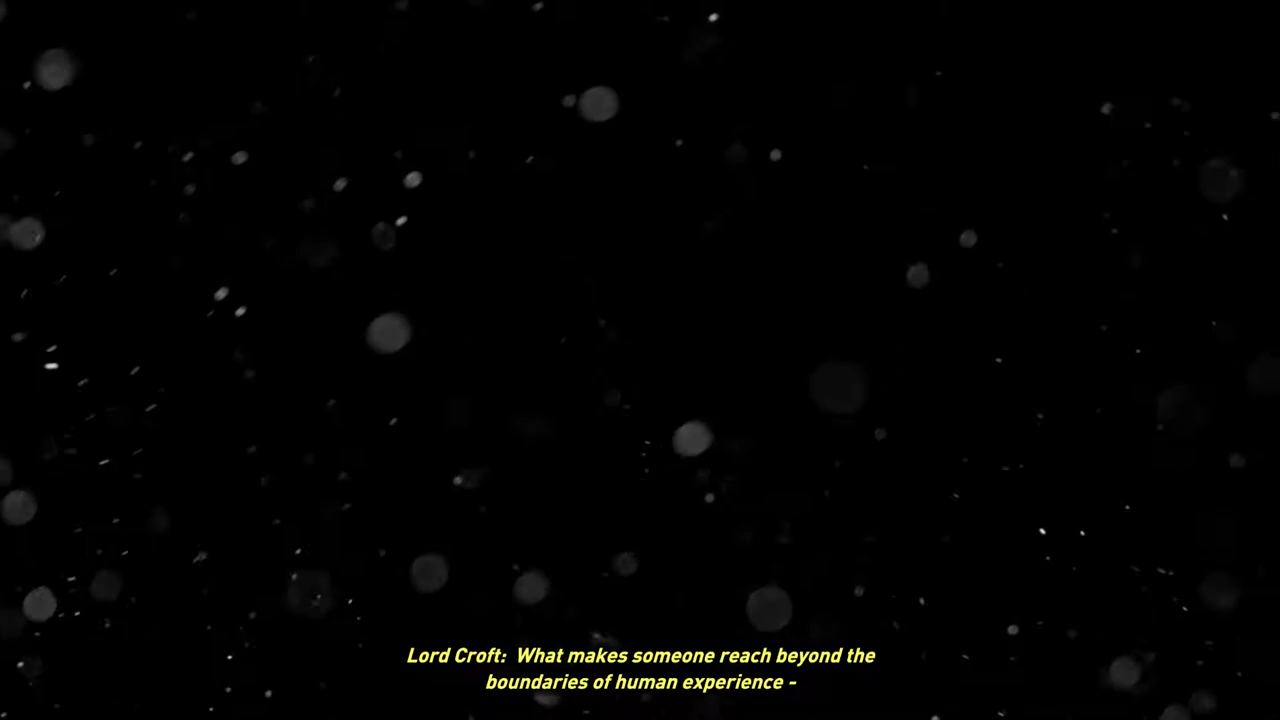 Lord Croft:  What makes someone reach beyond the
boundaries of human experience -